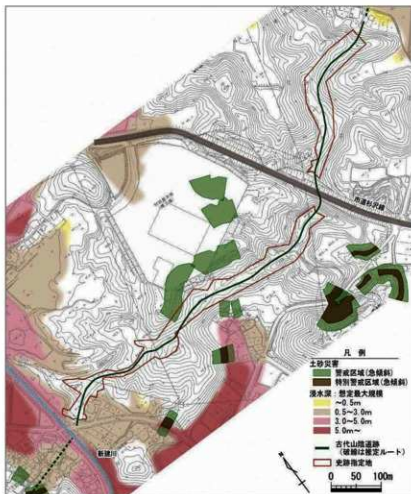 市道杉沢線
新建川
凡 例
土砂災害
警戒区域(急傾斜)
特別警戒区域(急傾斜)
浸水深:想定最大規模
~0.5m
0.5~3.0m
3.0~5.0m
5.0m~
古代山陰道跡
(破線は推定ルート)
史跡指定地
0
100m